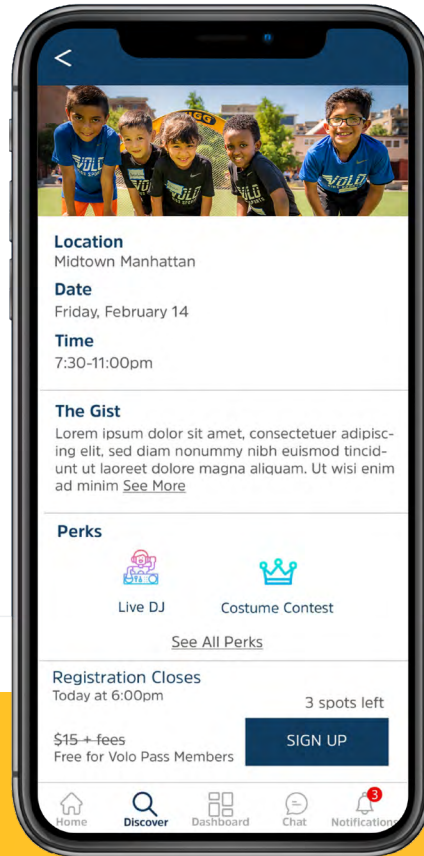 <
VOLO
VOLO
VOLO
Location
Midtown Manhattan
Date
Friday, February 14
Time
7:30-11:00pm
The Gist
Lorem ipsum dolor sit amet, consectetuer adipisc-
ing elit, sed diam nonummy nibh euismod tincid-
unt ut laoreet dolore magna aliquam. Ut wisi enim
ad minim See More
Perks
Live DJ
Costume Contest
See All Perks
Registration Closes
Today at 6:00pm
3 spots left
$15 + fees
Free for Volo Pass Members
SIGN UP
3
Home
Discover
Dashboard
Chat
Notifications